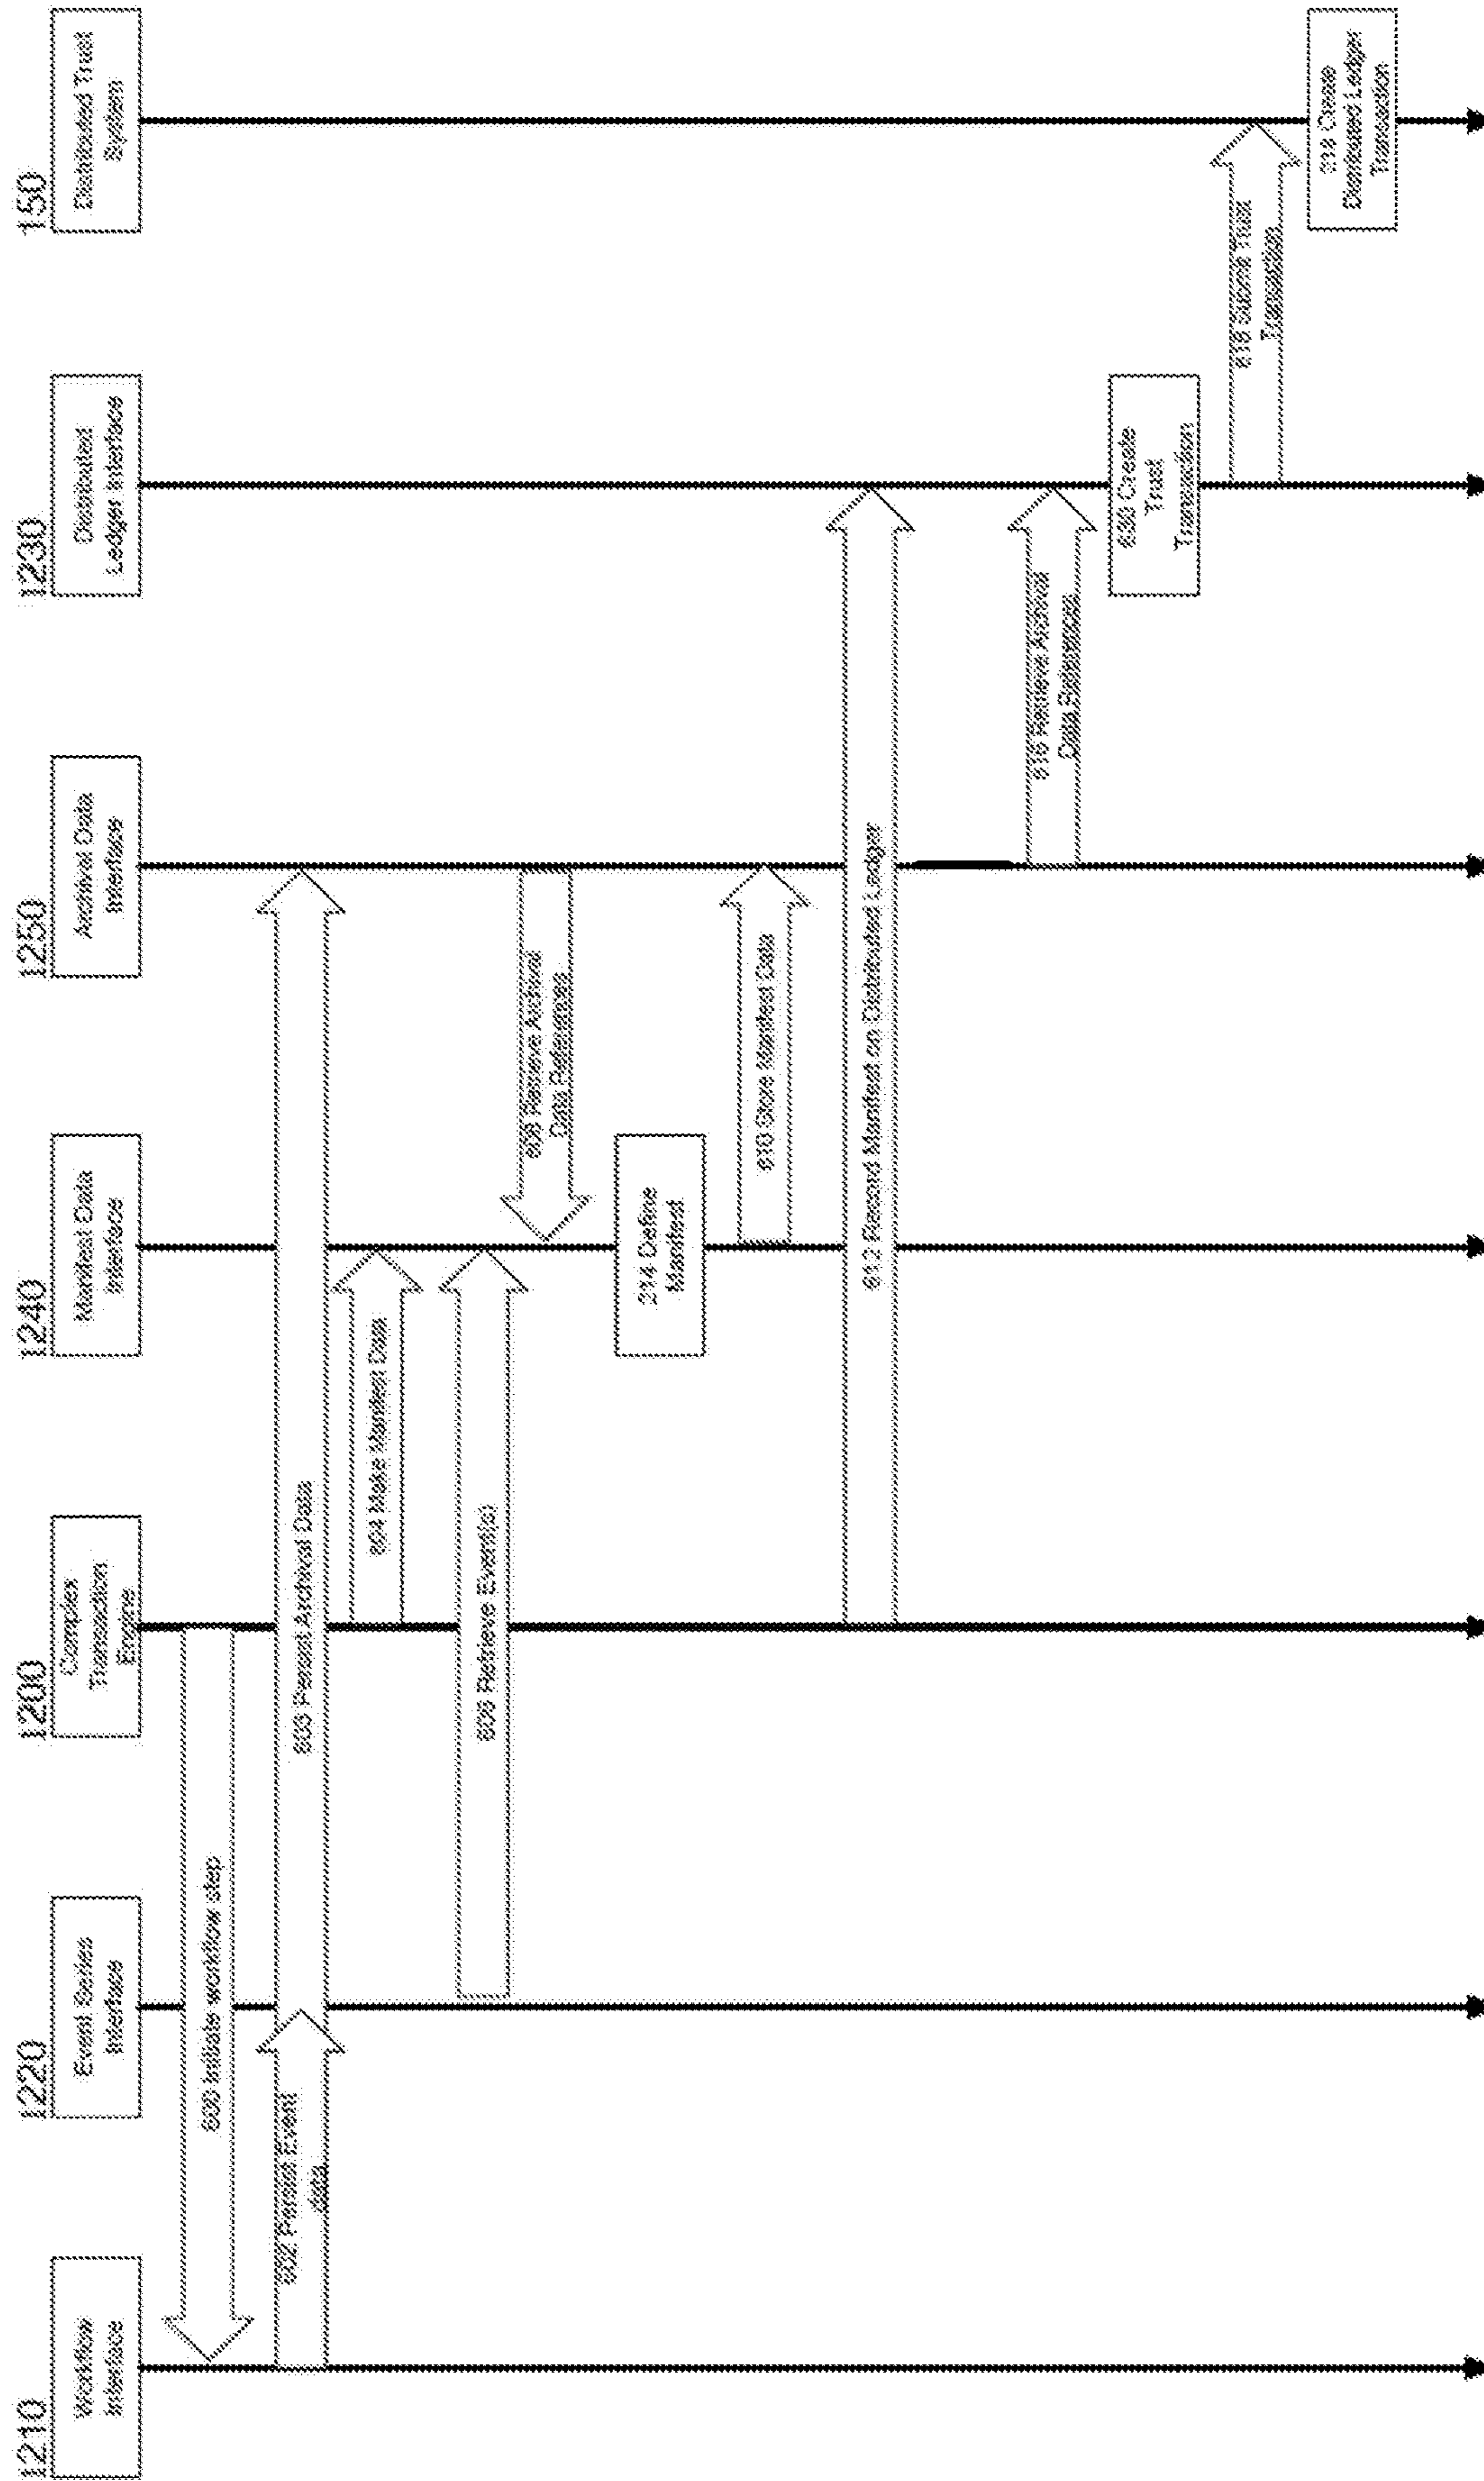 1210
Workflow
Interface
1220
Event Series
Interface
1200
Complex
Transaction
Engine
1240
Manifest Data
Interface
1250
Archival Data
Interface
1230
Distributed
Ledger Interface
150
Distributed Trust
System
600 Initiate workflow step
602 Persist Event
data
603 Persist Archival Data
604 Make Manifest Data
606 Retrieve Event(s)
608 Retrieve Archival
Data References
214 Define
Manifest
610 Store Manifest Data
612 Record Manifest on Distributed Ledger
616 Retrieve Archival
Data References
630 Create
Trust
Transaction
Submit Trust
Transaction
Create
Distributed Ledger
Transaction